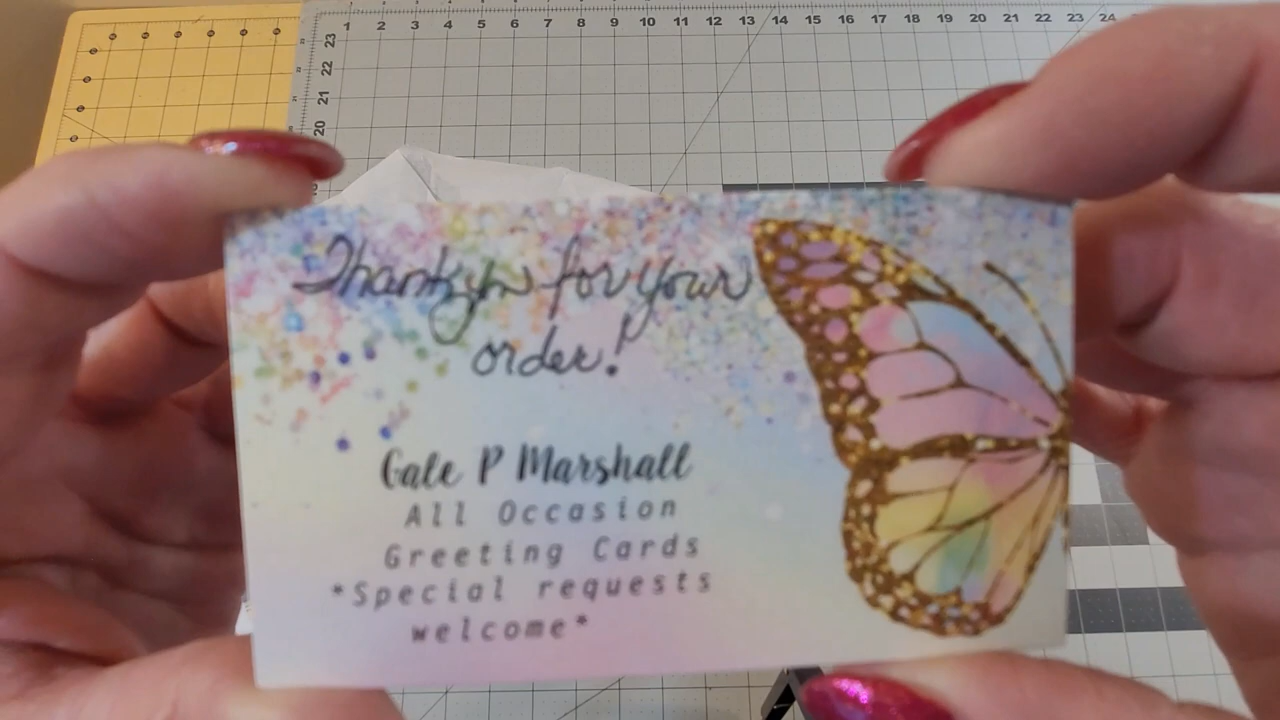 1 2 3 4 5 6 7 8 9 10 11 12 13 14 15 16 17 18 19 20 21 22 23 24
23
22
21
20
Thank you for your
order!
Gale P Marshall
All Occasion
Greeting Cards
*Special requests
welcome*